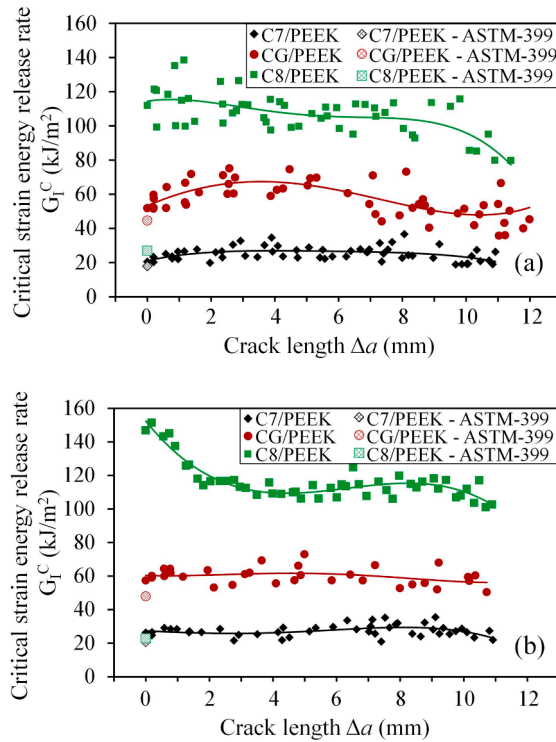 Critical strain energy release rate
G_I^C (kJ/m²)
160
140
120
100
80
60
40
20
0
C7/PEEK C7/PEEK - ASTM-399
CG/PEEK CG/PEEK - ASTM-399
C8/PEEK C8/PEEK - ASTM-399
(a)
0 2 4 6 8 10 12
Crack length Δa (mm)
Critical strain energy release rate
G_I^C (kJ/m²)
160
140
120
100
80
60
40
20
0
C7/PEEK C7/PEEK - ASTM-399
CG/PEEK CG/PEEK - ASTM-399
C8/PEEK C8/PEEK - ASTM-399
(b)
0 2 4 6 8 10 12
Crack length Δa (mm)